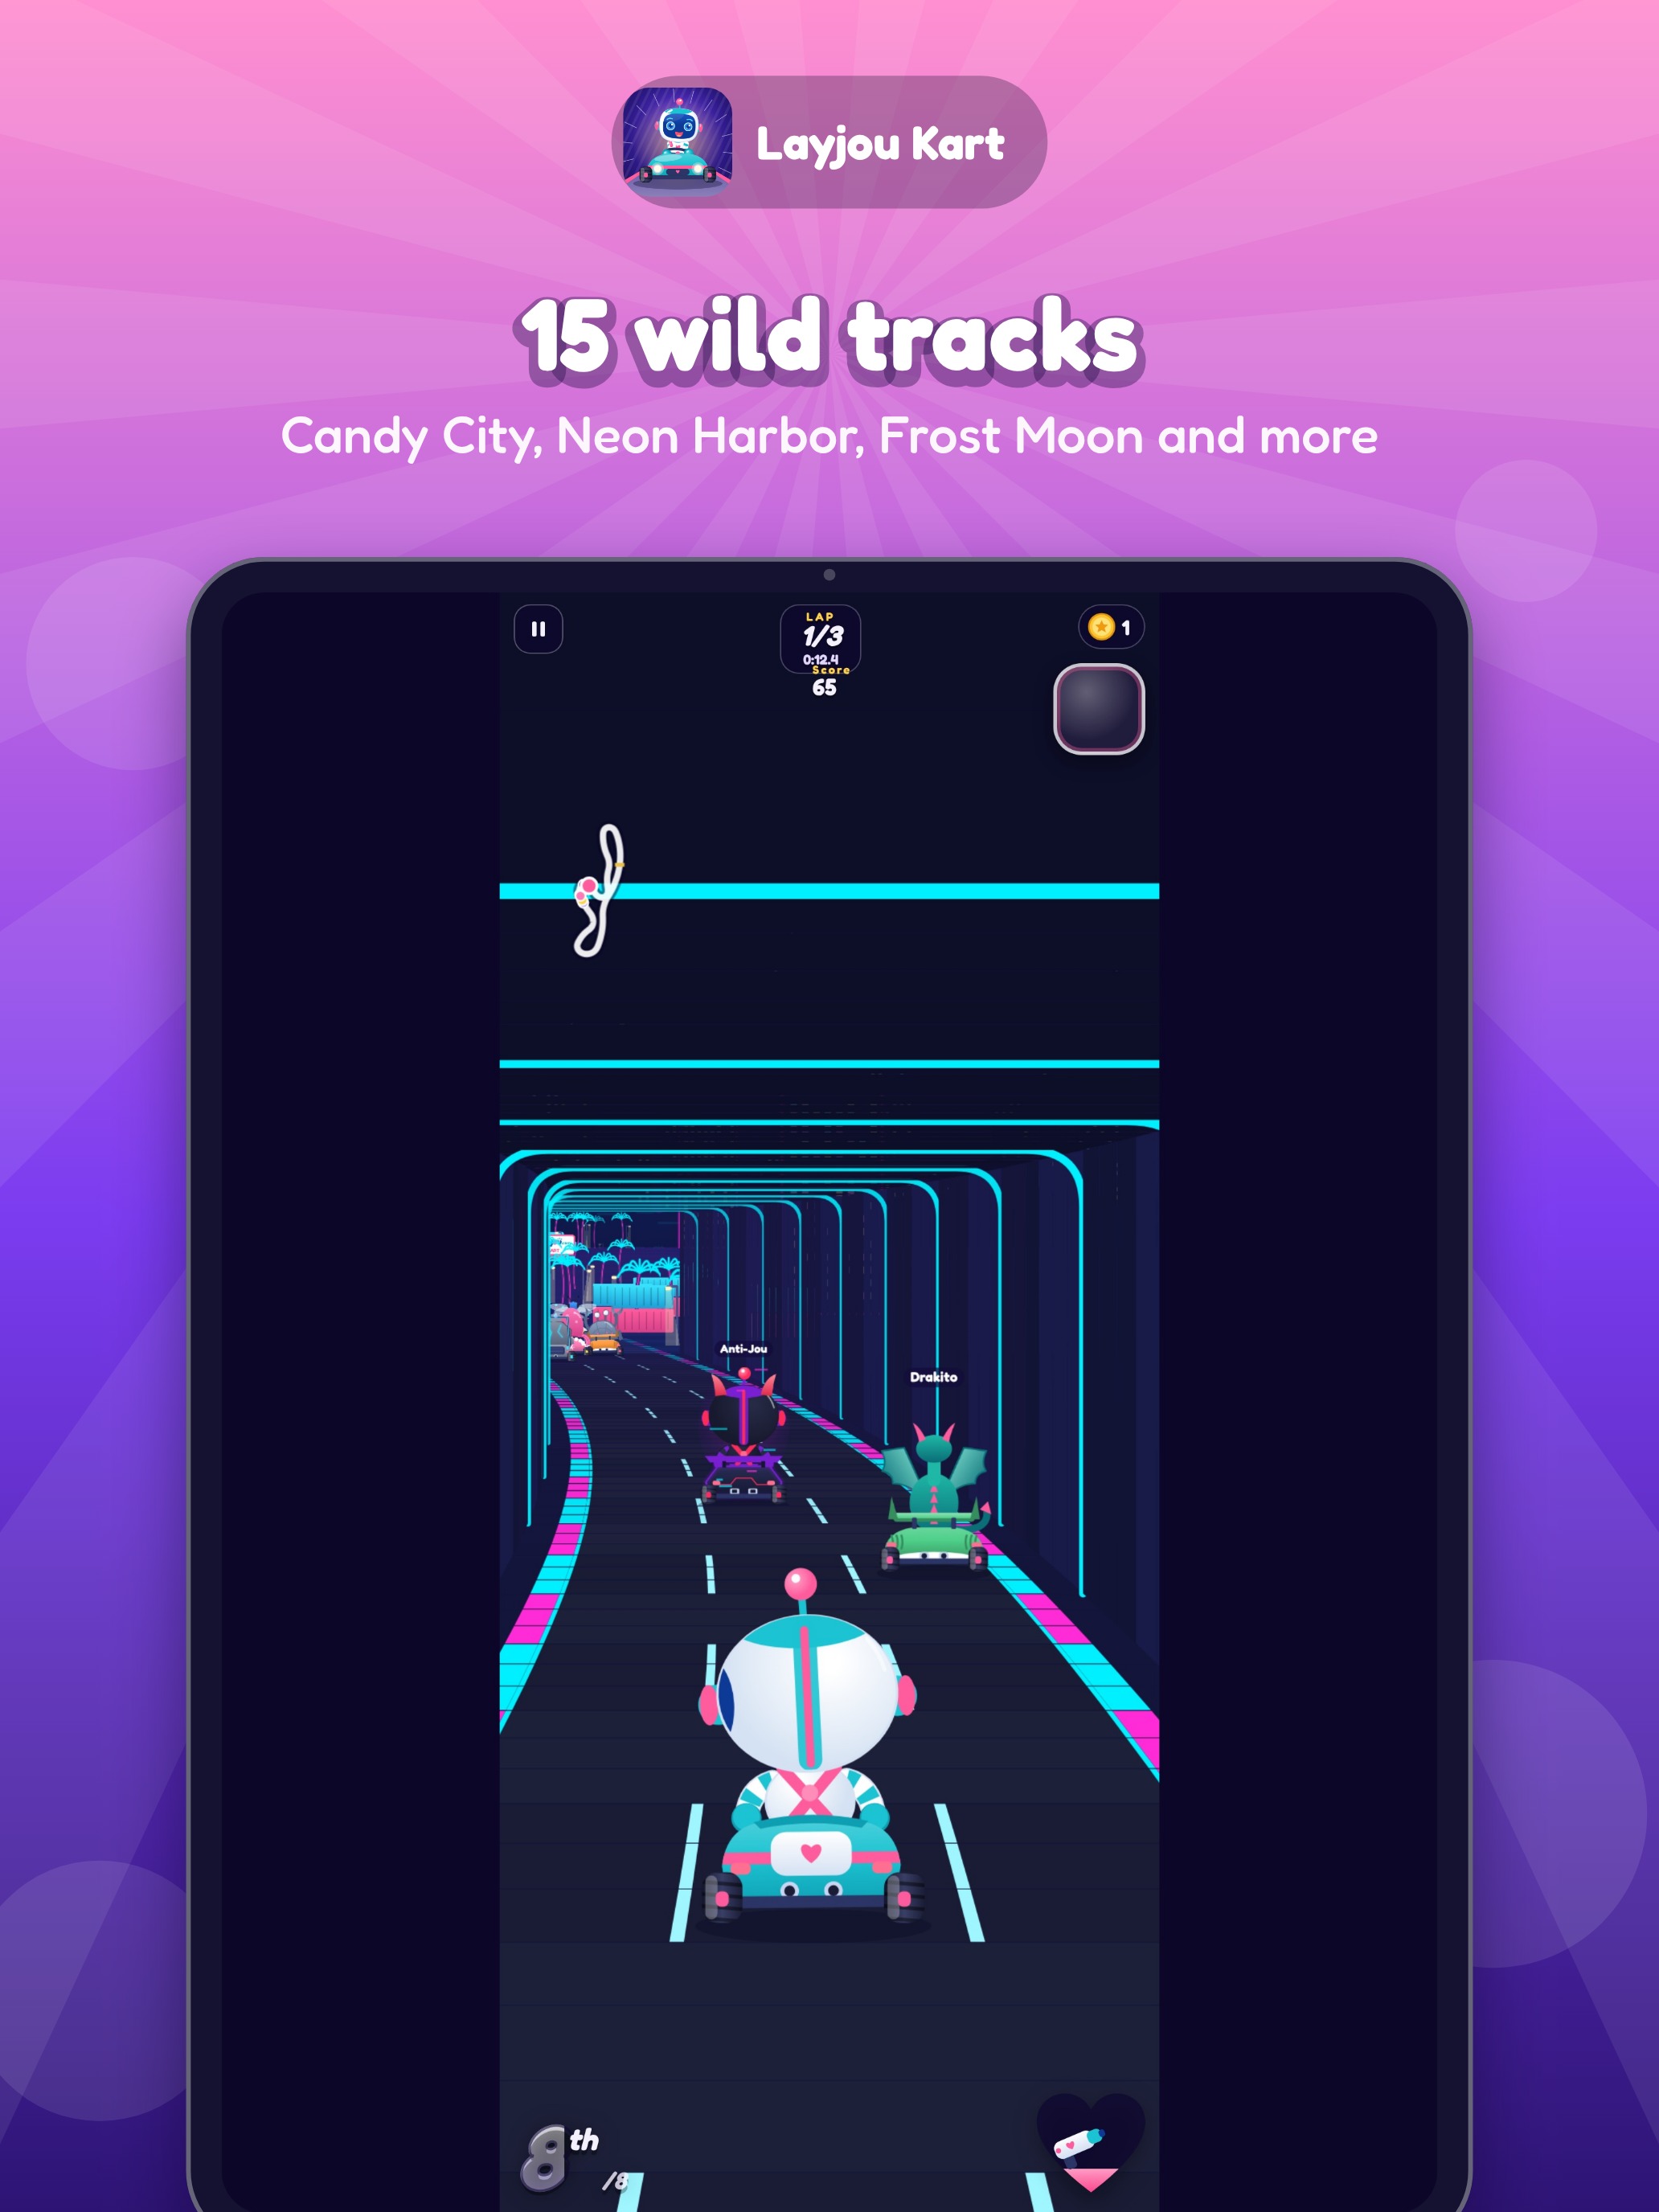 Layjou Kart
15 wild tracks
Candy City, Neon Harbor, Frost Moon and more
LAP
1/3
0:12.4
Score
65
1
Anti-Jou
Drakito
8th
/8